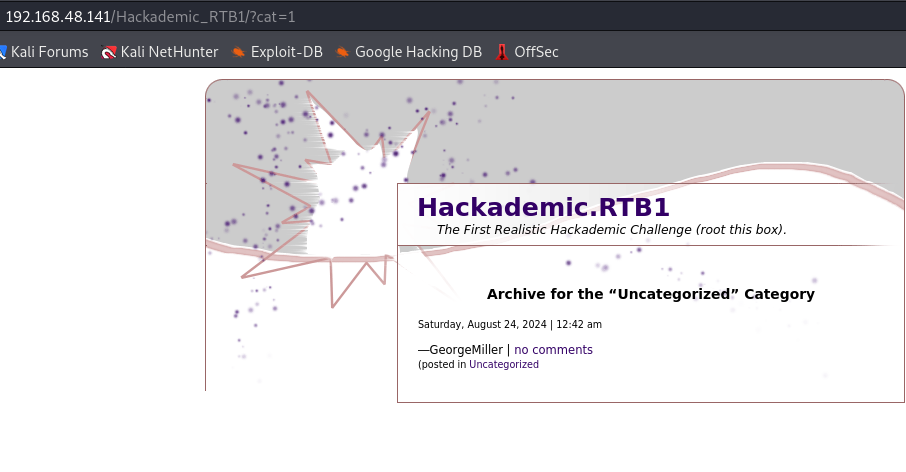 192.168.48.141/Hackademic_RTB1/?cat=1
Kali Forums Kali NetHunter Exploit-DB Google Hacking DB OffSec
Hackademic.RTB1
The First Realistic Hackademic Challenge (root this box).
Archive for the “Uncategorized” Category
Saturday, August 24, 2024 | 12:42 am
—GeorgeMiller | no comments
(posted in Uncategorized